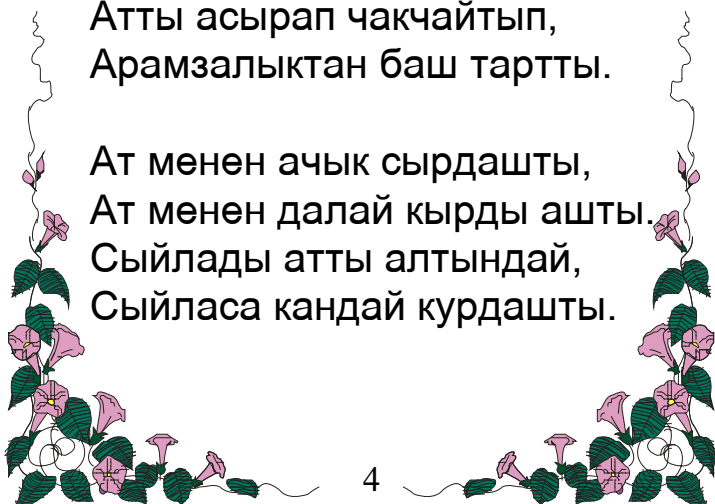 Атты асырап чакчайтып,
Арамзалыктан баш тартты.
Ат менен ачык сырдашты,
Ат менен далай кырды ашты.
Сыйлады атты алтындай,
Сыйласа кандай курдашты.
4